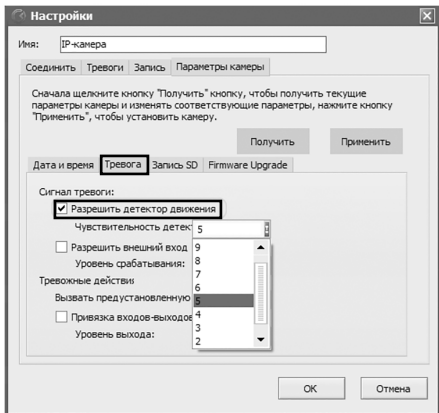 Настройки
Имя:
IP-камера
Соединить Тревоги Запись Параметры камеры
Сначала щелкните кнопку "Получить" кнопку, чтобы получить текущие
параметры камеры и изменять соответствующие параметры, нажмите кнопку
"Применить", чтобы установить камеру.
Получить Применить
Дата и время Тревога Запись SD Firmware Upgrade
Сигнал тревоги:
Разрешить детектор движения
Чувствительность детек 5
Разрешить внешний вход 9
8
Уровень срабатывания:
7
Тревожные действи
6
Вызвать предустановленную 5
4
Привязка входов-выходов
3
Уровень выхода:
2
OK Отмена